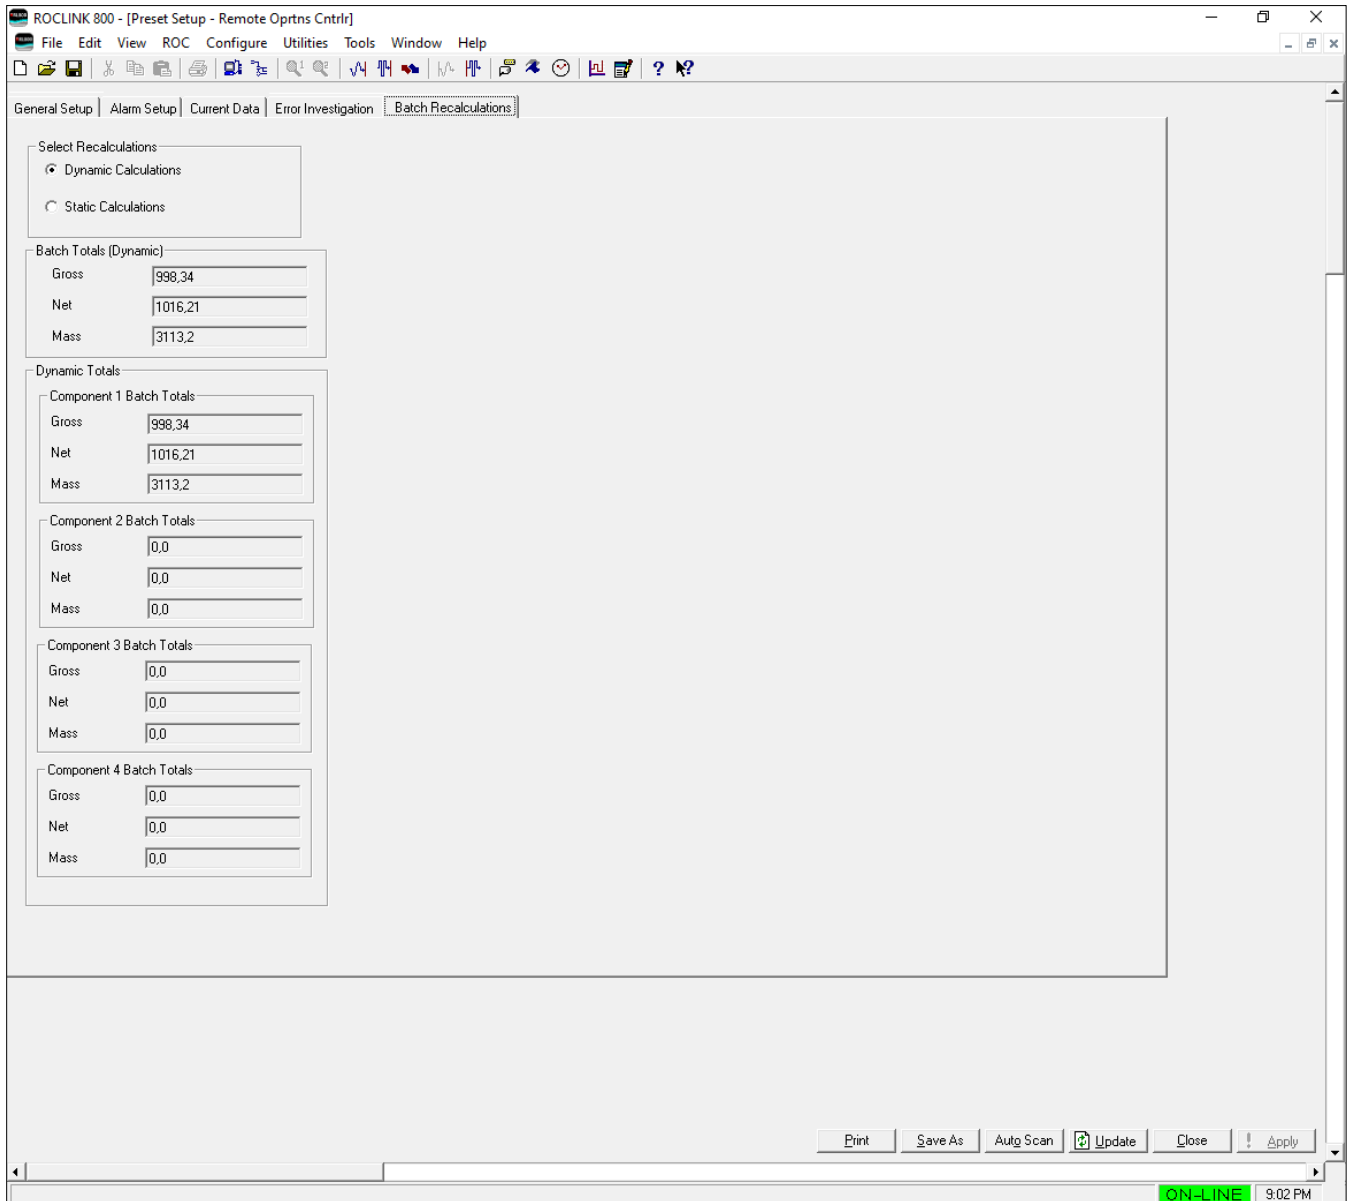 ROCLINK 800 - [Preset Setup - Remote Oprtns Cntrlr]
File Edit View ROC Configure Utilities Tools Window Help
General Setup Alarm Setup Current Data Error Investigation Batch Recalculations
Select Recalculations
Dynamic Calculations
Static Calculations
Batch Totals (Dynamic)
Gross 998,34
Net 1016,21
Mass 3113,2
Dynamic Totals
Component 1 Batch Totals
Gross 998,34
Net 1016,21
Mass 3113,2
Component 2 Batch Totals
Gross 0,0
Net 0,0
Mass 0,0
Component 3 Batch Totals
Gross 0,0
Net 0,0
Mass 0,0
Component 4 Batch Totals
Gross 0,0
Net 0,0
Mass 0,0
Print Save As Auto Scan Update Close ! Apply
ON-LINE 9:02 PM